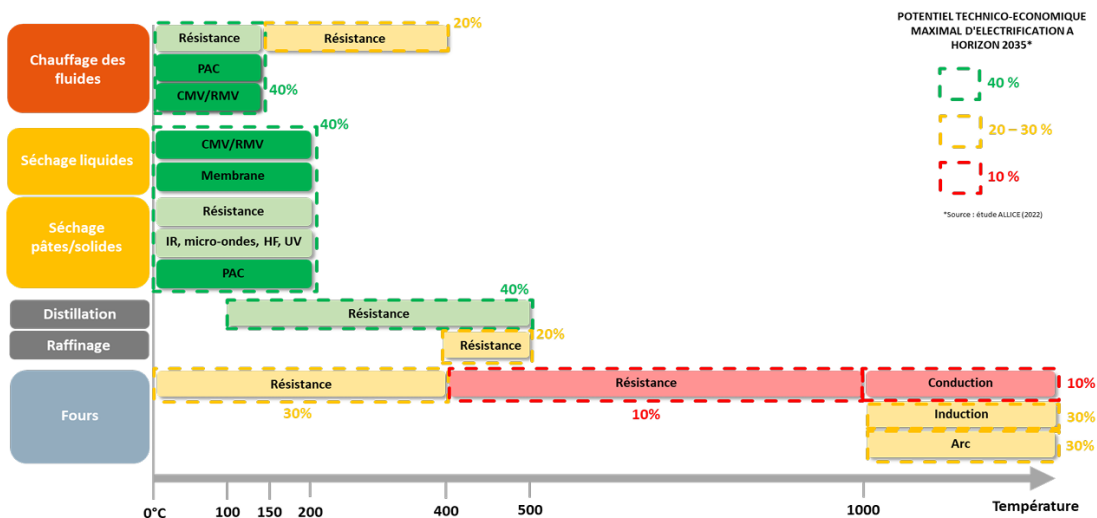 POTENTIEL TECHNICO-ECONOMIQUE
MAXIMAL D'ELECTRIFICATION A
HORIZON 2035*
40 %
20 – 30 %
10 %
*Source : étude ALLICE (2022)
Chauffage des
fluides
Résistance
Résistance
20%
PAC
CMV/RMV
40%
40%
Séchage liquides
CMV/RMV
Membrane
Séchage
pâtes/solides
Résistance
IR, micro-ondes, HF, UV
PAC
40%
Distillation
Résistance
Raffinage
Résistance
20%
Fours
Résistance
Résistance
Conduction
10%
30%
10%
Induction
30%
Arc
30%
0°C
100
150
200
400
500
1000
Température